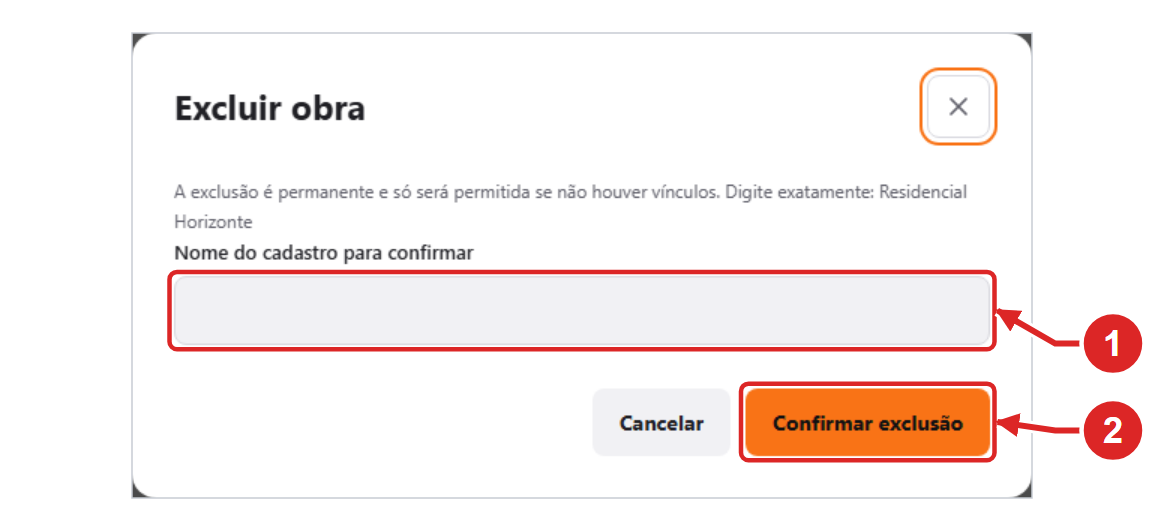 Excluir obra
A exclusão é permanente e só será permitida se não houver vínculos. Digite exatamente: Residencial
Horizonte
Nome do cadastro para confirmar
1
Cancelar
Confirmar exclusão
2